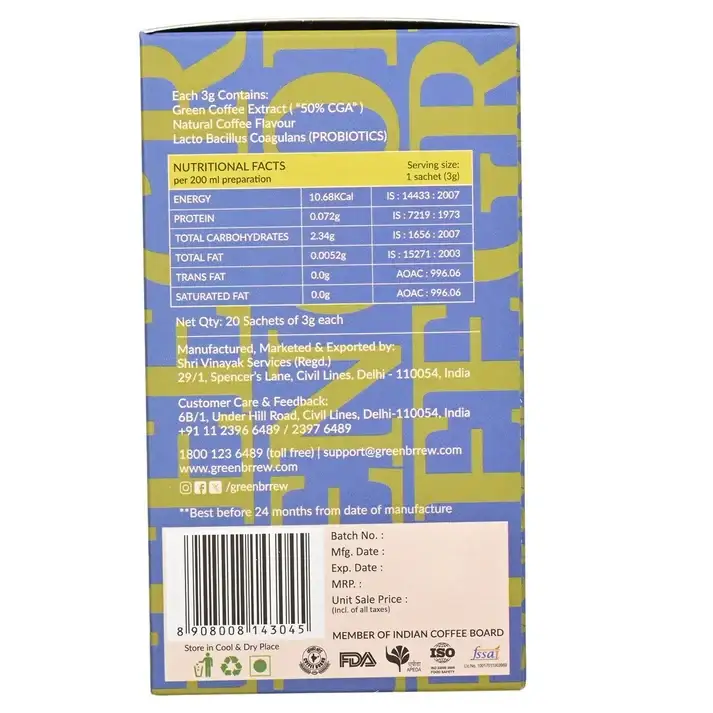 Each 3g Contains:
Green Coffee Extract ( "50% CGA" )
Natural Coffee Flavour
Lacto Bacillus Coagulans (PROBIOTICS)
NUTRITIONAL FACTS Serving size:
per 200 ml preparation 1 sachet (3g)
ENERGY 10.68KCal IS : 14433 : 2007
PROTEIN 0.072g IS : 7219 : 1973
TOTAL CARBOHYDRATES 2.34g IS : 1656 : 2007
TOTAL FAT 0.0052g IS : 15271 : 2003
TRANS FAT 0.0g AOAC : 996.06
SATURATED FAT 0.0g AOAC : 996.06
Net Qty: 20 Sachets of 3g each
Manufactured, Marketed & Exported by:
Shri Vinayak Services (Regd.)
29/1, Spencer's Lane, Civil Lines, Delhi - 110054, India
Customer Care & Feedback:
6B/1, Under Hill Road, Civil Lines, Delhi-110054, India
+91 11 2396 6489 / 2397 6489
1800 123 6489 (toll free) | support@greenbrrew.com
www.greenbrrew.com
/greenbrrew
**Best before 24 months from date of manufacture
Batch No. :
Mfg. Date :
Exp. Date :
MRP. :
Unit Sale Price :
(Incl. of all taxes)
8 908008 143045
MEMBER OF INDIAN COFFEE BOARD
Store in Cool & Dry Place
FDA
APEDA
ISO
FOOD SAFETY
fssai